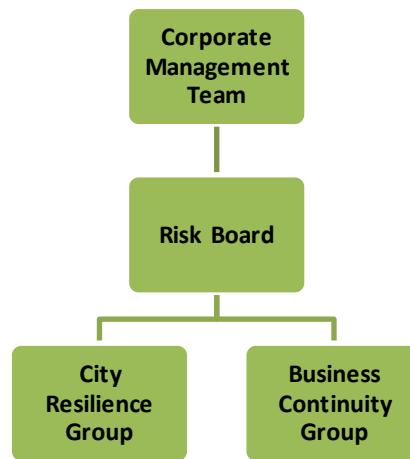 Corporate
Management
Team
Risk Board
City
Resilience
Group
Business
Continuity
Group